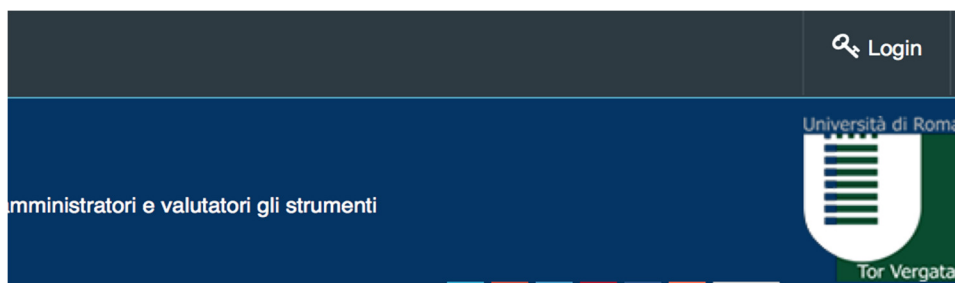 Login
Università di Roma
amministratori e valutatori gli strumenti
Tor Vergata